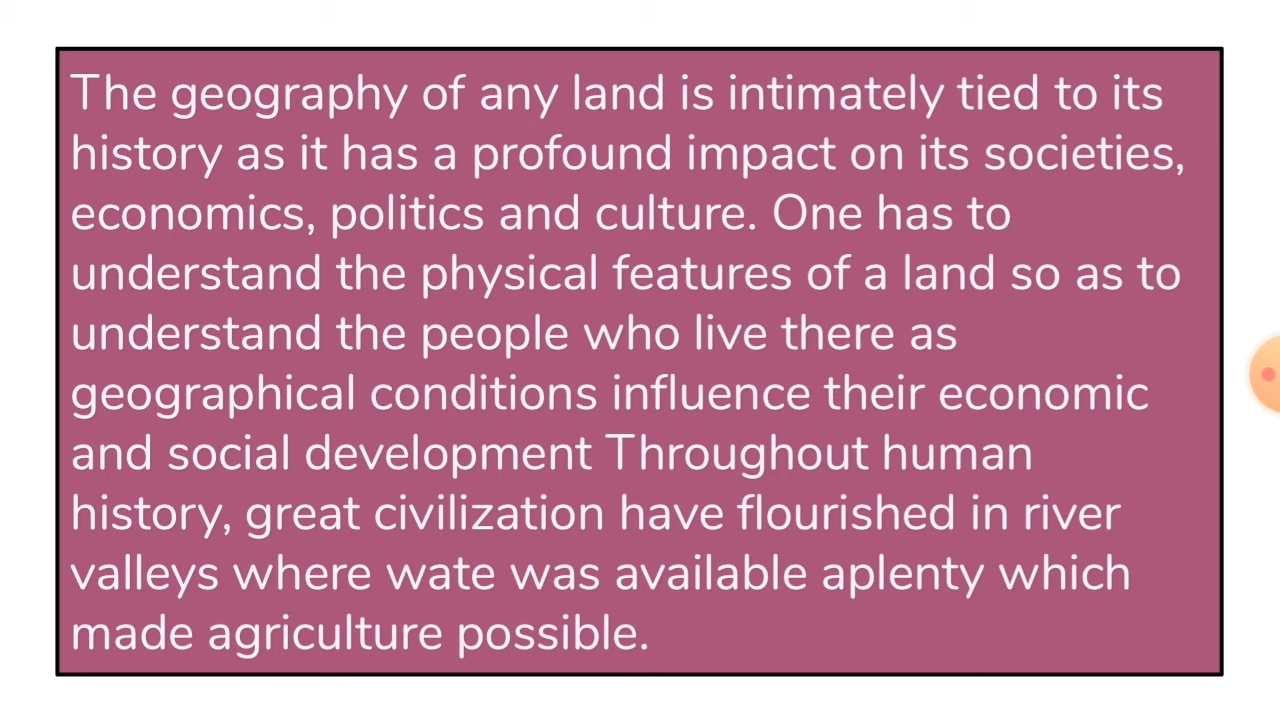 The geography of any land is intimately tied to its
history as it has a profound impact on its societies,
economics, politics and culture. One has to
understand the physical features of a land so as to
understand the people who live there as
geographical conditions influence their economic
and social development Throughout human
history, great civilization have flourished in river
valleys where wate was available aplenty which
made agriculture possible.